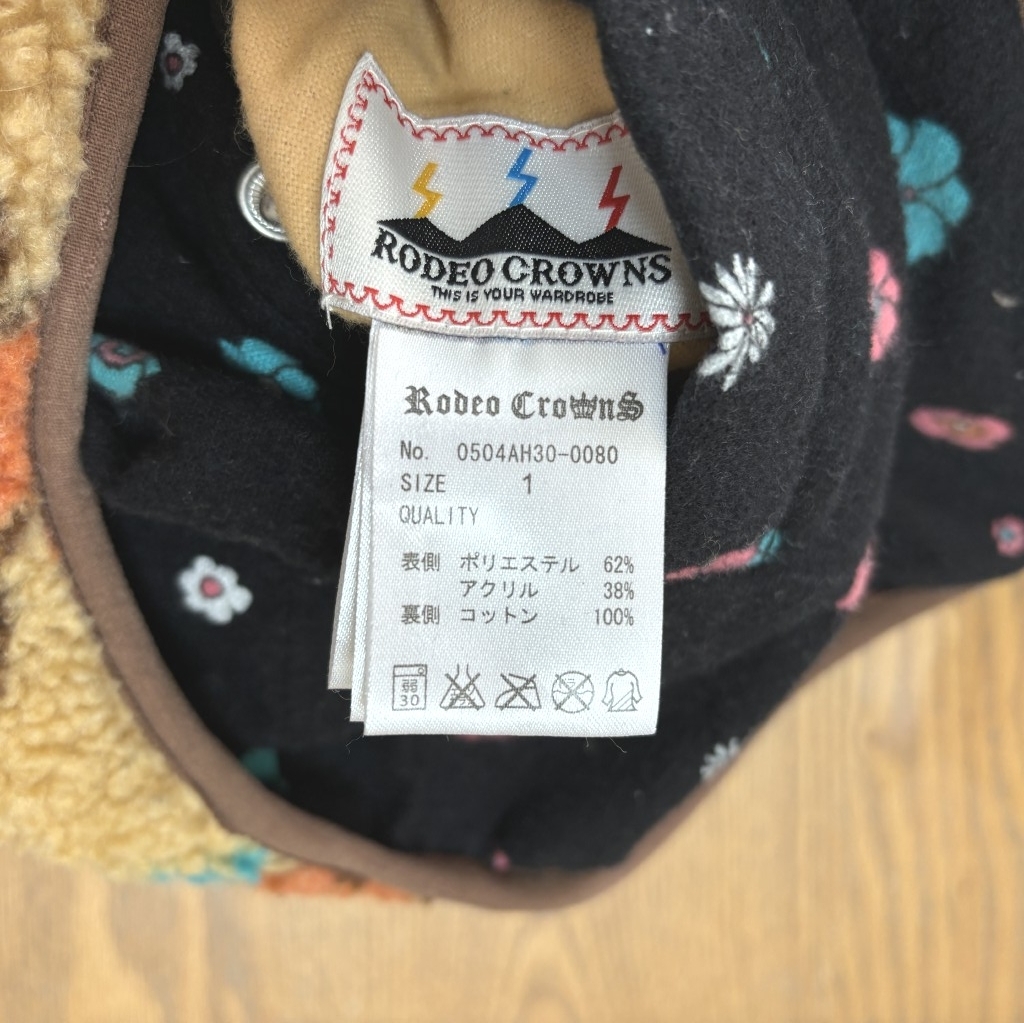 RODEO CROWNS
THIS IS YOUR WARDROBE
Rodeo CroWnS
No. 0504AH30-0080
SIZE 1
QUALITY
表側 ポリエステル 62%
アクリル 38%
裏側 コットン 100%
弱
30